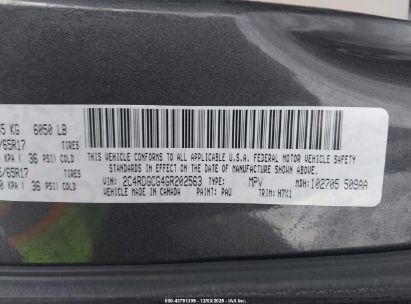 5 KG 6050 LB
/65R17 TIRES
KPA ( 36 PSI) COLD
/65R17 TIRES
0 KPA ( 36 PSI) COLD
THIS VEHICLE CONFORMS TO ALL APPLICABLE U.S.A. FEDERAL MOTOR VEHICLE SAFETY
STANDARDS IN EFFECT ON THE DATE OF MANUFACTURE SHOWN ABOVE.
VIN: 2C4RDGCG4GR202563 TYPE: MPV MDH: 102705 509AA
VEHICLE MADE IN CANADA PAINT: PAU TRIM: H7X1